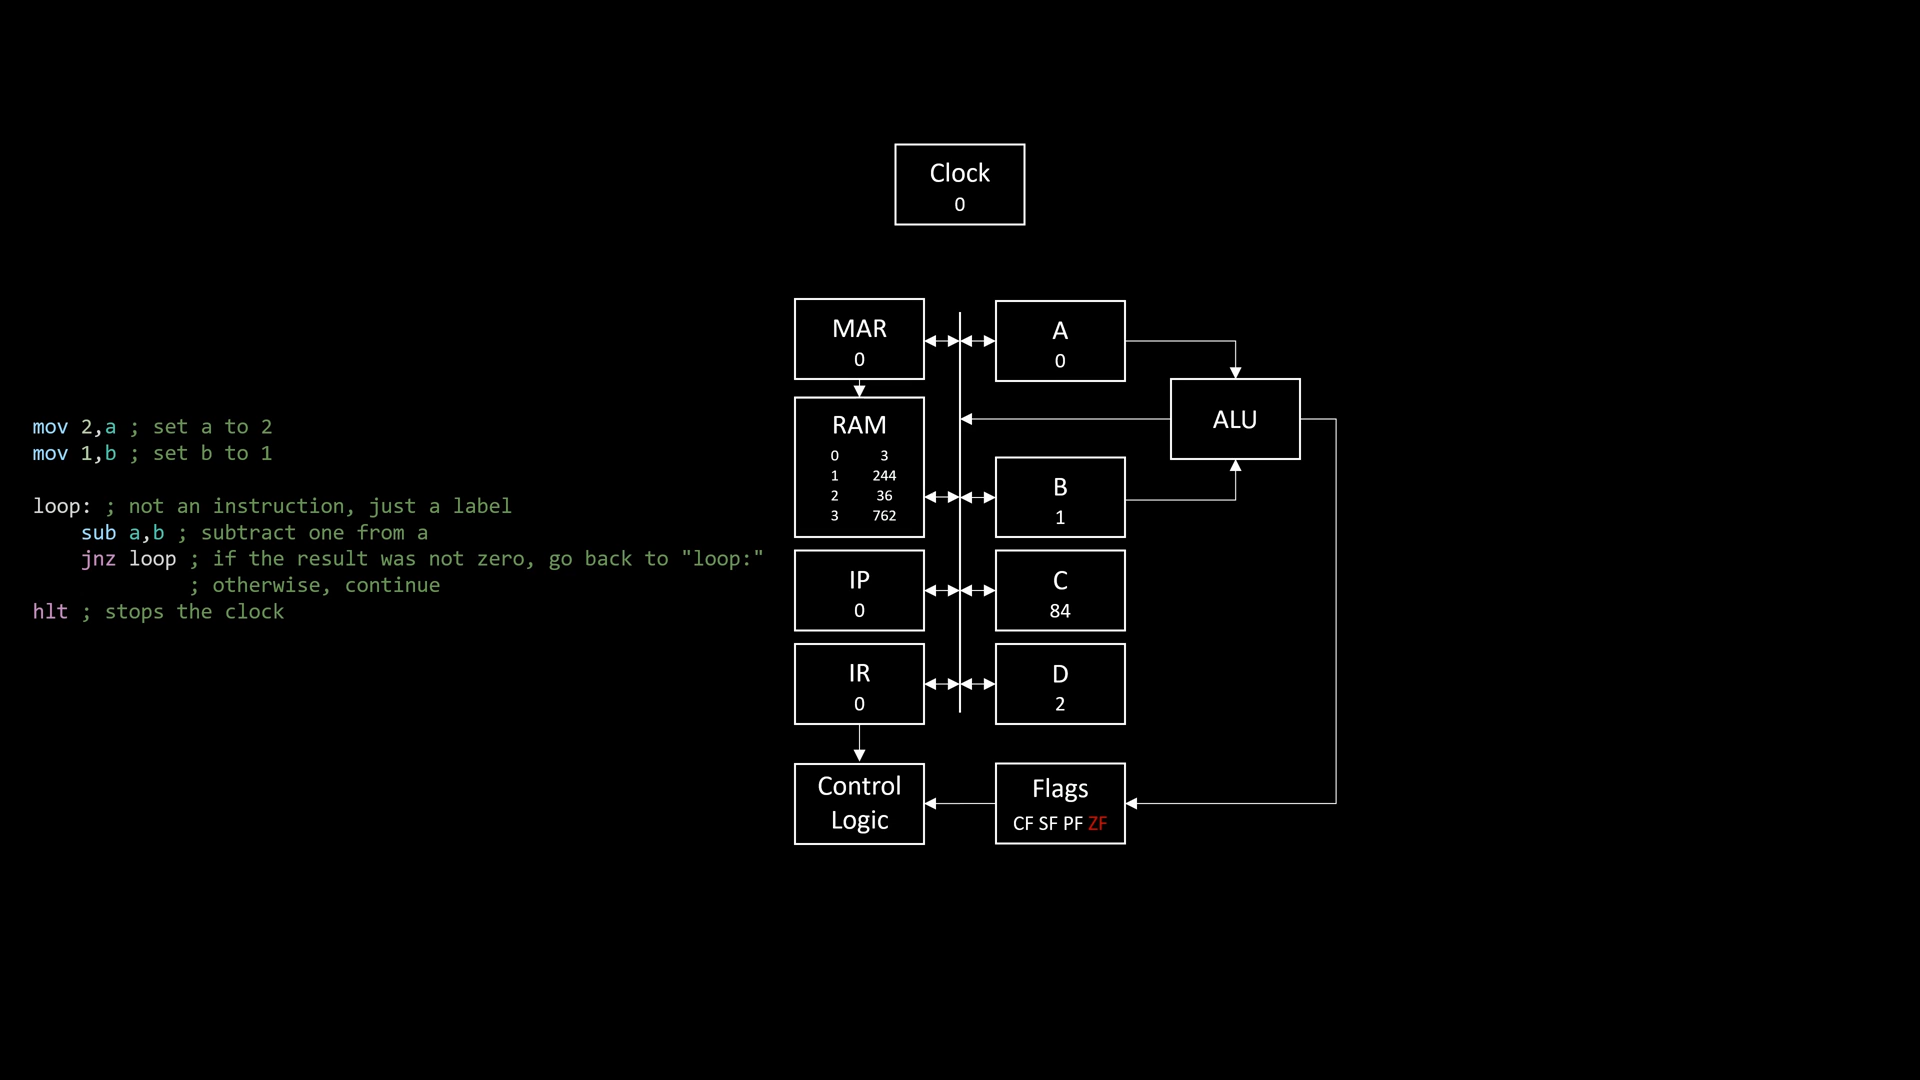 Clock
0
mov 2,a ; set a to 2
mov 1,b ; set b to 1
loop: ; not an instruction, just a label
sub a,b ; subtract one from a
jnz loop ; if the result was not zero, go back to "loop:"
; otherwise, continue
hlt ; stops the clock
MAR
0
RAM
0 3
1 244
2 36
3 762
IP
0
IR
0
Control
Logic
A
0
B
1
C
84
D
2
Flags
CF SF PF ZF
ALU